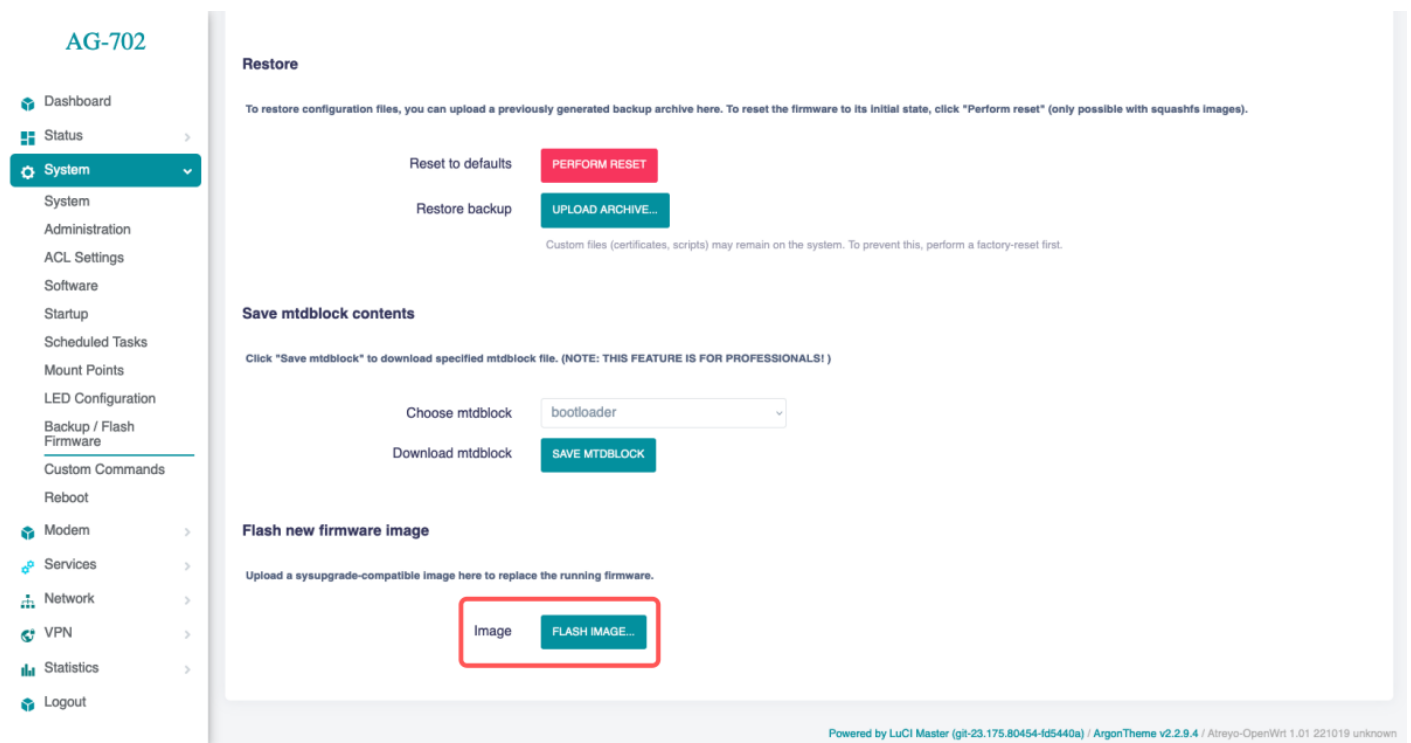 AG-702
Dashboard
Status
System
System
Administration
ACL Settings
Software
Startup
Scheduled Tasks
Mount Points
LED Configuration
Backup / Flash
Firmware
Custom Commands
Reboot
Modem
Services
Network
VPN
Statistics
Logout
Restore
To restore configuration files, you can upload a previously generated backup archive here. To reset the firmware to its initial state, click "Perform reset" (only possible with squashfs images).
Reset to defaults PERFORM RESET
Restore backup UPLOAD ARCHIVE...
Custom files (certificates, scripts) may remain on the system. To prevent this, perform a factory-reset first.
Save mtdblock contents
Click "Save mtdblock" to download specified mtdblock file. (NOTE: THIS FEATURE IS FOR PROFESSIONALS! )
Choose mtdblock bootloader
Download mtdblock SAVE MTDBLOCK
Flash new firmware image
Upload a sysupgrade-compatible image here to replace the running firmware.
Image FLASH IMAGE...
Powered by LuCI Master (git-23.175.80454-fd5440a) / ArgonTheme v2.2.9.4 / Atreyo-OpenWrt 1.01 221019 unknown